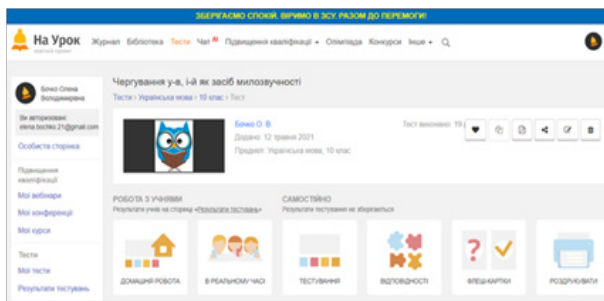 ЗБЕРІГАЄМО СПОКІЙ. ВІРИМО В ЗСУ. РАЗОМ ДО ПЕРЕМОГИ!
На Урок
Журнал Бібліотека Тести Чат AI Підвищення кваліфікації Олімпіада Конкурси Інше
Бочко Олена
Володимирівна
Ви авторизовані:
elena.bochko.21@gmail.com
Особиста сторінка
Підвищення
кваліфікації
Мої вебінари
Мої конференції
Мої курси
Тести
Мої тести
Результати тестувань
Чергування у-в, і-й як засіб милозвучності
Тести › Українська мова › 10 клас › Тест
Бочко О. В.
Додано: 12 травня 2021
Предмет: Українська мова, 10 клас
Тест виконано: 19
РОБОТА З УЧНЯМИ
Результати учнів на сторінці «Результати тестувань»
САМОСТІЙНО
Результати тестування не зберігаються
ДОМАШНЯ РОБОТА
В РЕАЛЬНОМУ ЧАСІ
ТЕСТУВАННЯ
ВІДПОВІДНОСТІ
ФЛЕШ-КАРТКИ
РОЗДРУКУВАТИ